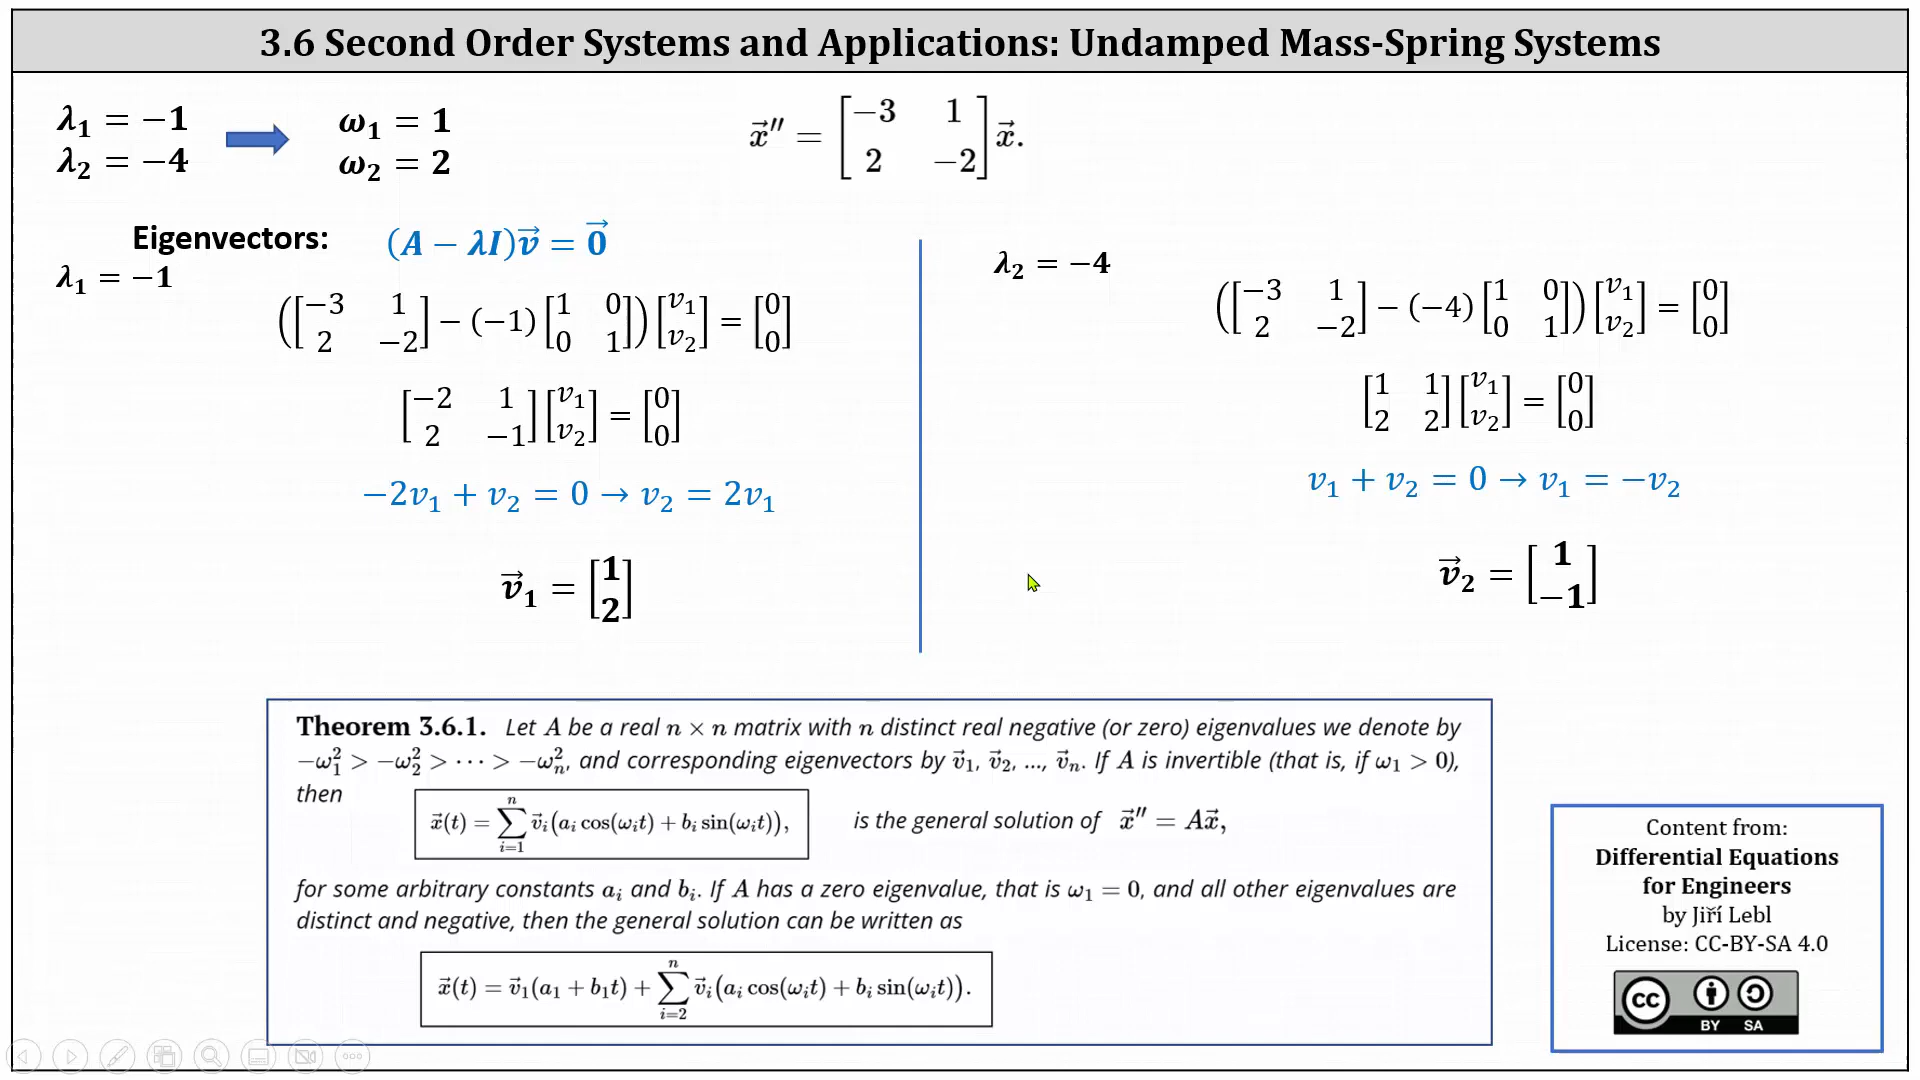 3.6 Second Order Systems and Applications: Undamped Mass-Spring Systems
λ₁ = −1
λ₂ = −4
ω₁ = 1
ω₂ = 2
x⃗″ = [−3 1; 2 −2] x⃗.
Eigenvectors: (A − λI)v⃗ = 0⃗
λ₁ = −1
([−3 1; 2 −2] − (−1) [1 0; 0 1]) [v₁; v₂] = [0; 0]
[−2 1; 2 −1] [v₁; v₂] = [0; 0]
−2v₁ + v₂ = 0 → v₂ = 2v₁
v⃗₁ = [1; 2]
λ₂ = −4
([−3 1; 2 −2] − (−4) [1 0; 0 1]) [v₁; v₂] = [0; 0]
[1 1; 2 2] [v₁; v₂] = [0; 0]
v₁ + v₂ = 0 → v₁ = −v₂
v⃗₂ = [1; −1]
Theorem 3.6.1. Let A be a real n × n matrix with n distinct real negative (or zero) eigenvalues we denote by
−ω₁² > −ω₂² > ⋯ > −ωₙ², and corresponding eigenvectors by v⃗₁, v⃗₂, ..., v⃗ₙ. If A is invertible (that is, if ω₁ > 0),
then
x⃗(t) = ∑ᵢ₌₁ⁿ v⃗ᵢ(aᵢ cos(ωᵢt) + bᵢ sin(ωᵢt)), is the general solution of x⃗″ = Ax⃗,
for some arbitrary constants aᵢ and bᵢ. If A has a zero eigenvalue, that is ω₁ = 0, and all other eigenvalues are
distinct and negative, then the general solution can be written as
x⃗(t) = v⃗₁(a₁ + b₁t) + ∑ᵢ₌₂ⁿ v⃗ᵢ(aᵢ cos(ωᵢt) + bᵢ sin(ωᵢt)).
Content from:
Differential Equations
for Engineers
by Jiří Lebl
License: CC-BY-SA 4.0
cc
BY SA